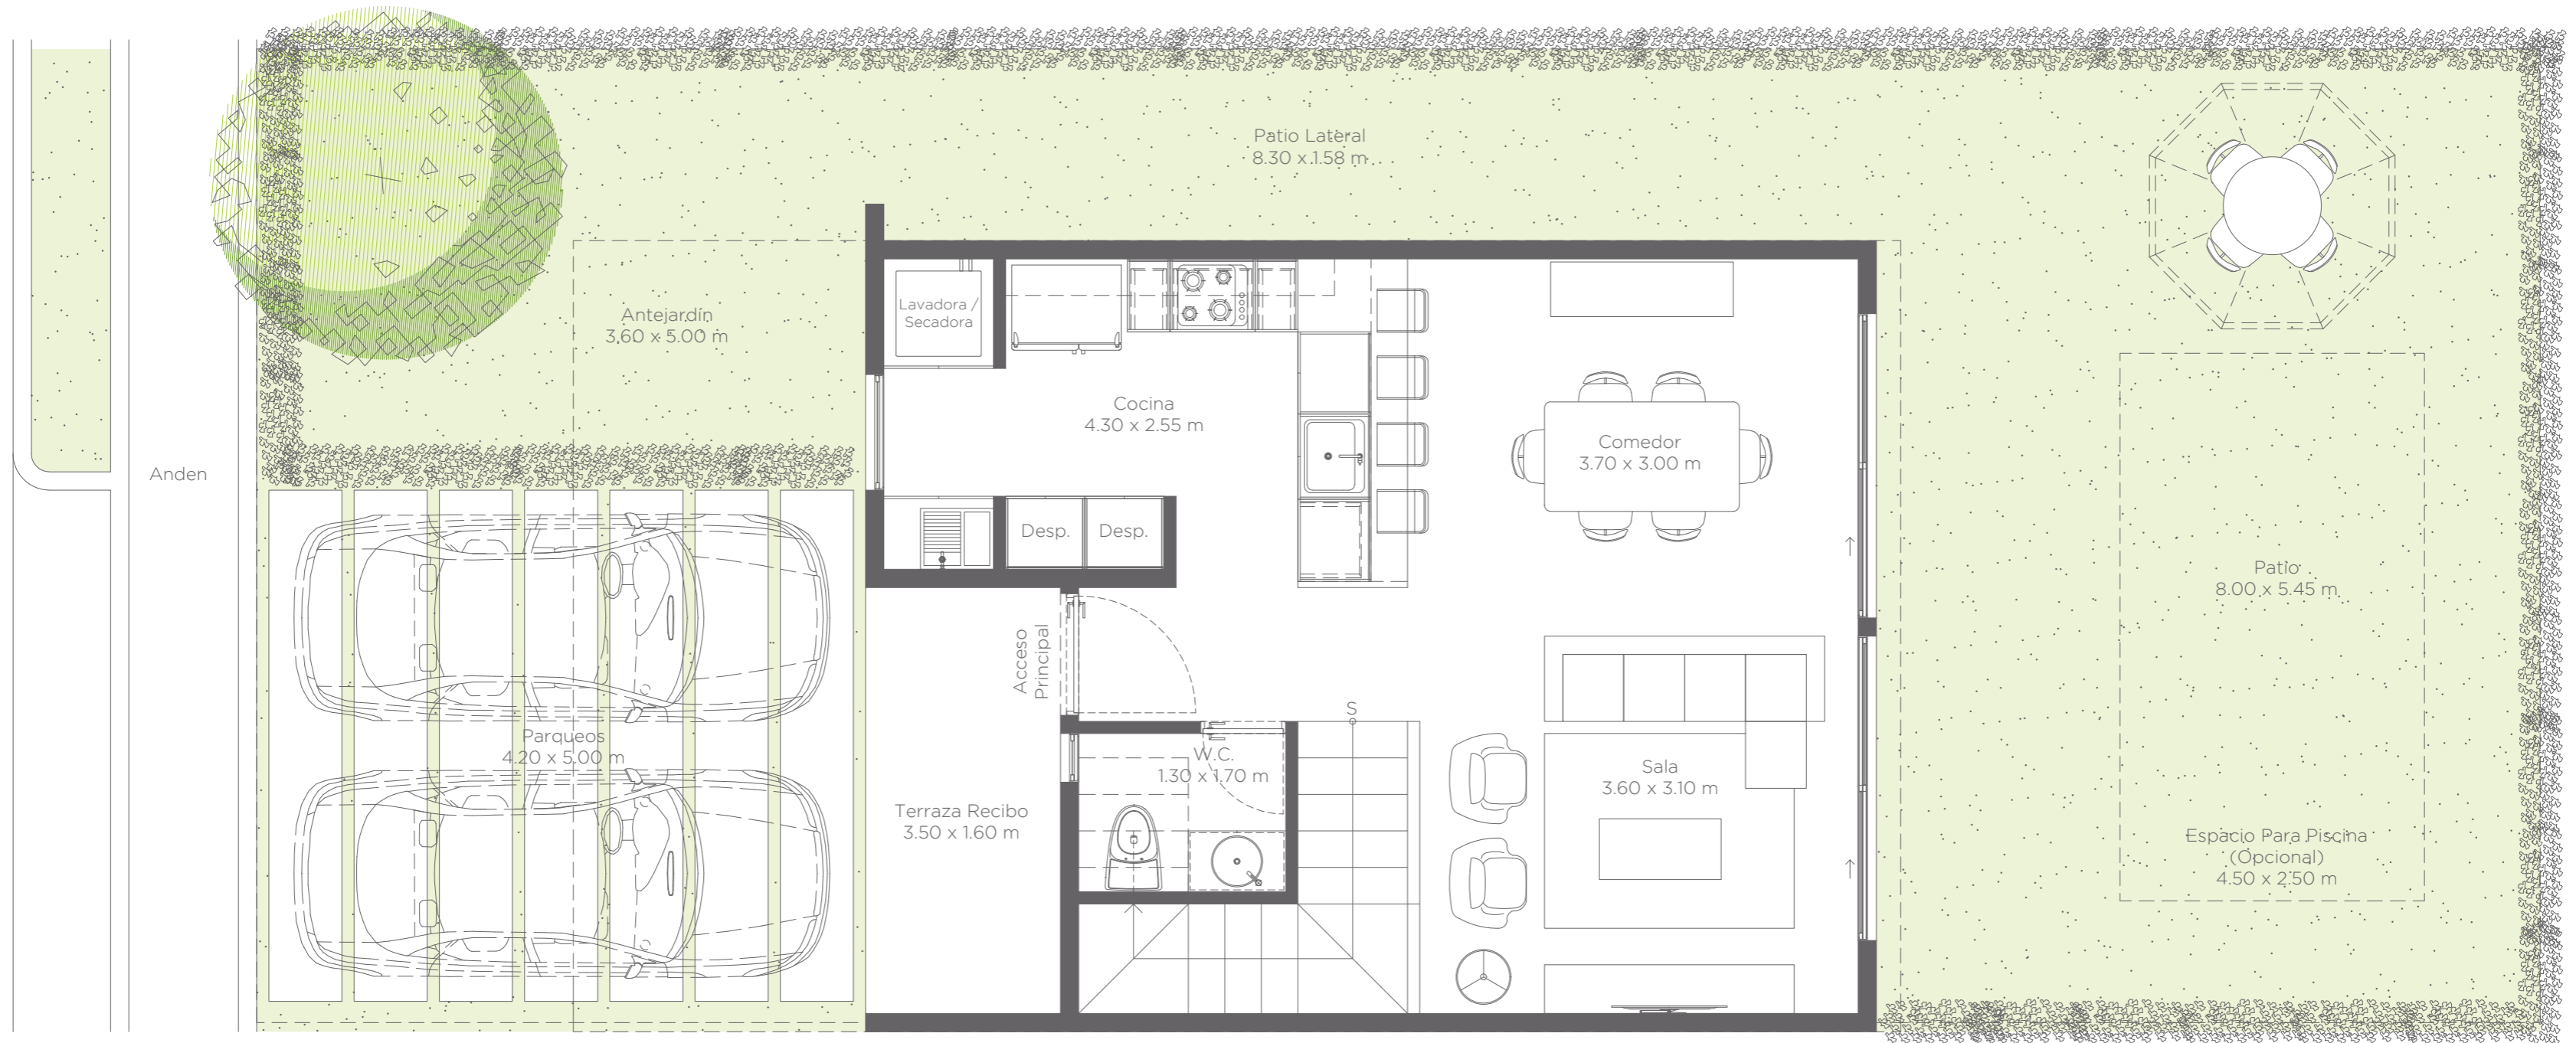 Patio Lateral
8.30 x 1.58 m
Antejardín
3.60 x 5.00 m
Lavadora /
Secadora
Cocina
4.30 x 2.55 m
Comedor
3.70 x 3.00 m
Anden
Desp.
Desp.
Patio
8.00 x 5.45 m
Acceso
Principal
S
Parqueos
4.20 x 5.00 m
W.C.
1.30 x 1.70 m
Sala
3.60 x 3.10 m
Terraza Recibo
3.50 x 1.60 m
Espacio Para Piscina
(Opcional)
4.50 x 2.50 m